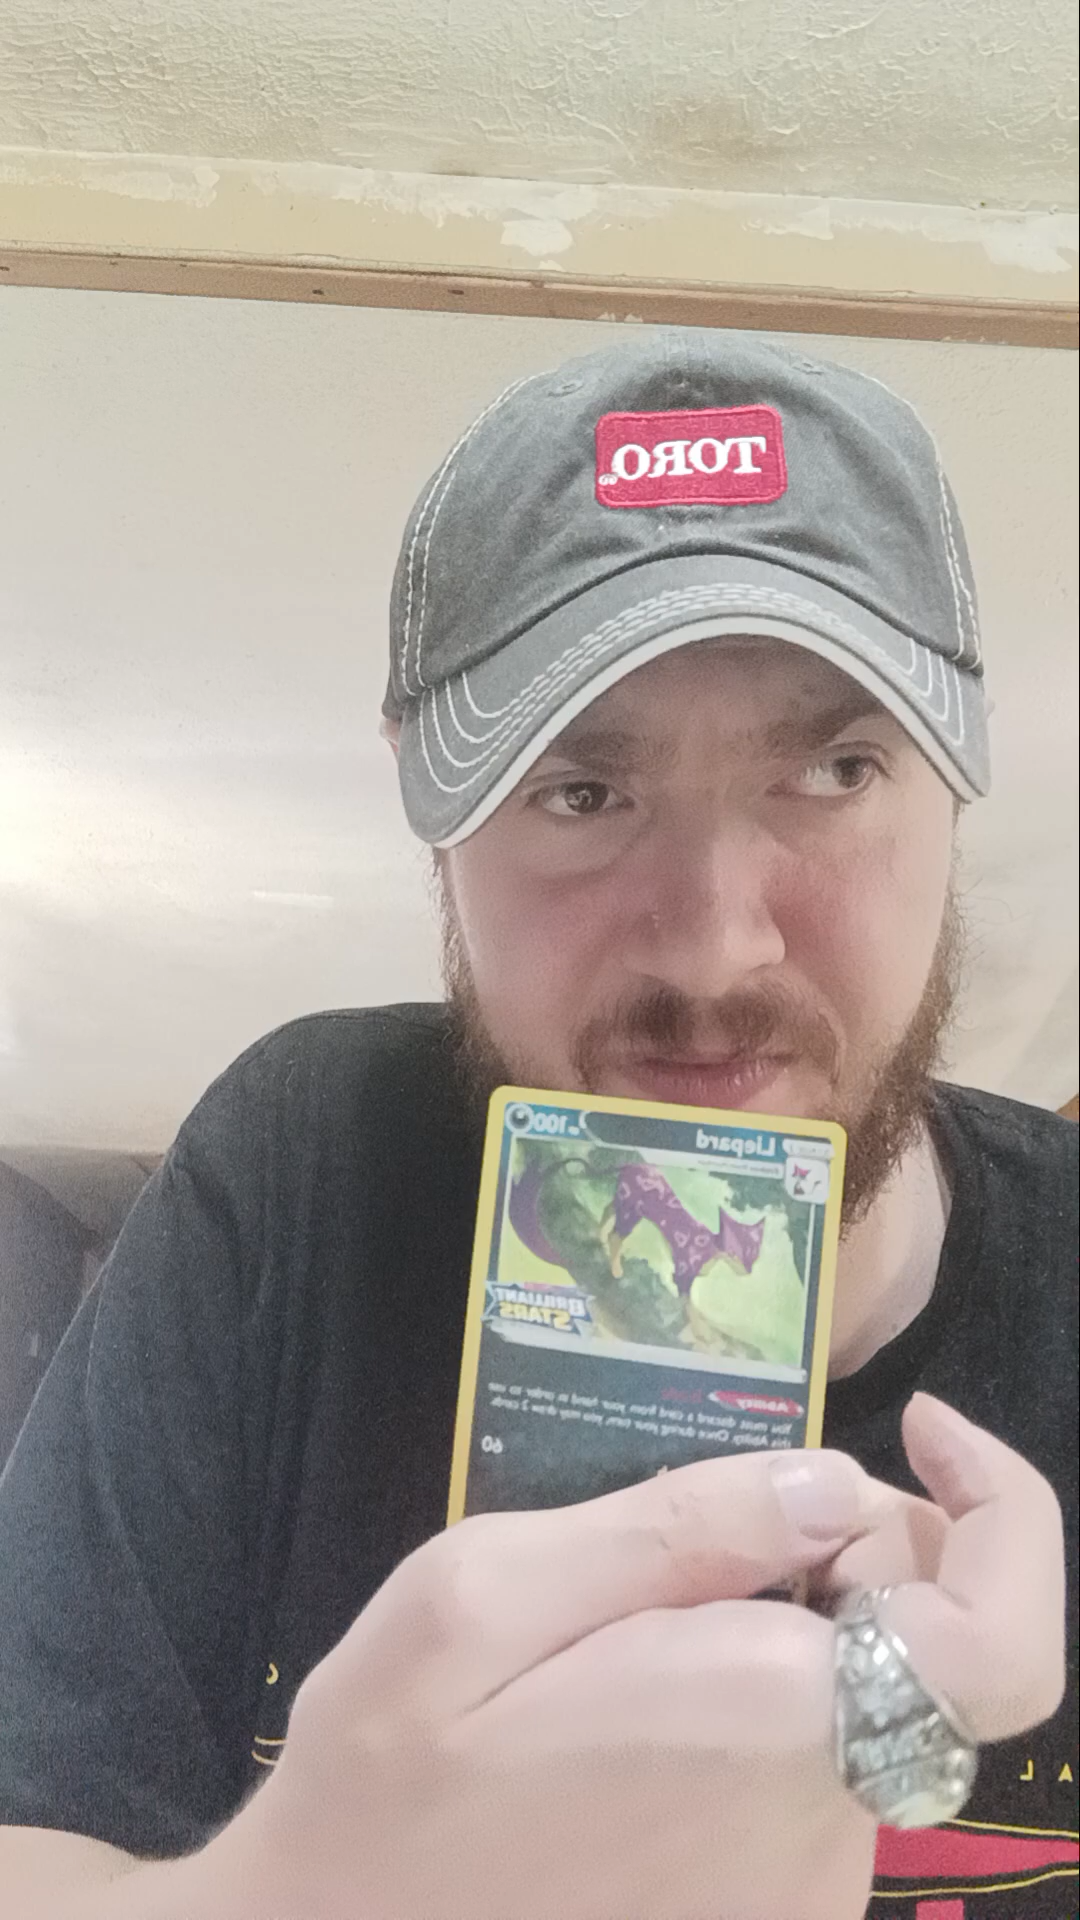 TORO
Liepard
100
BRILLIANT
STARS
Ability
You must discard a card from your hand in order to use
this Ability. Once during your turn, you may draw 2 cards.
60
A L